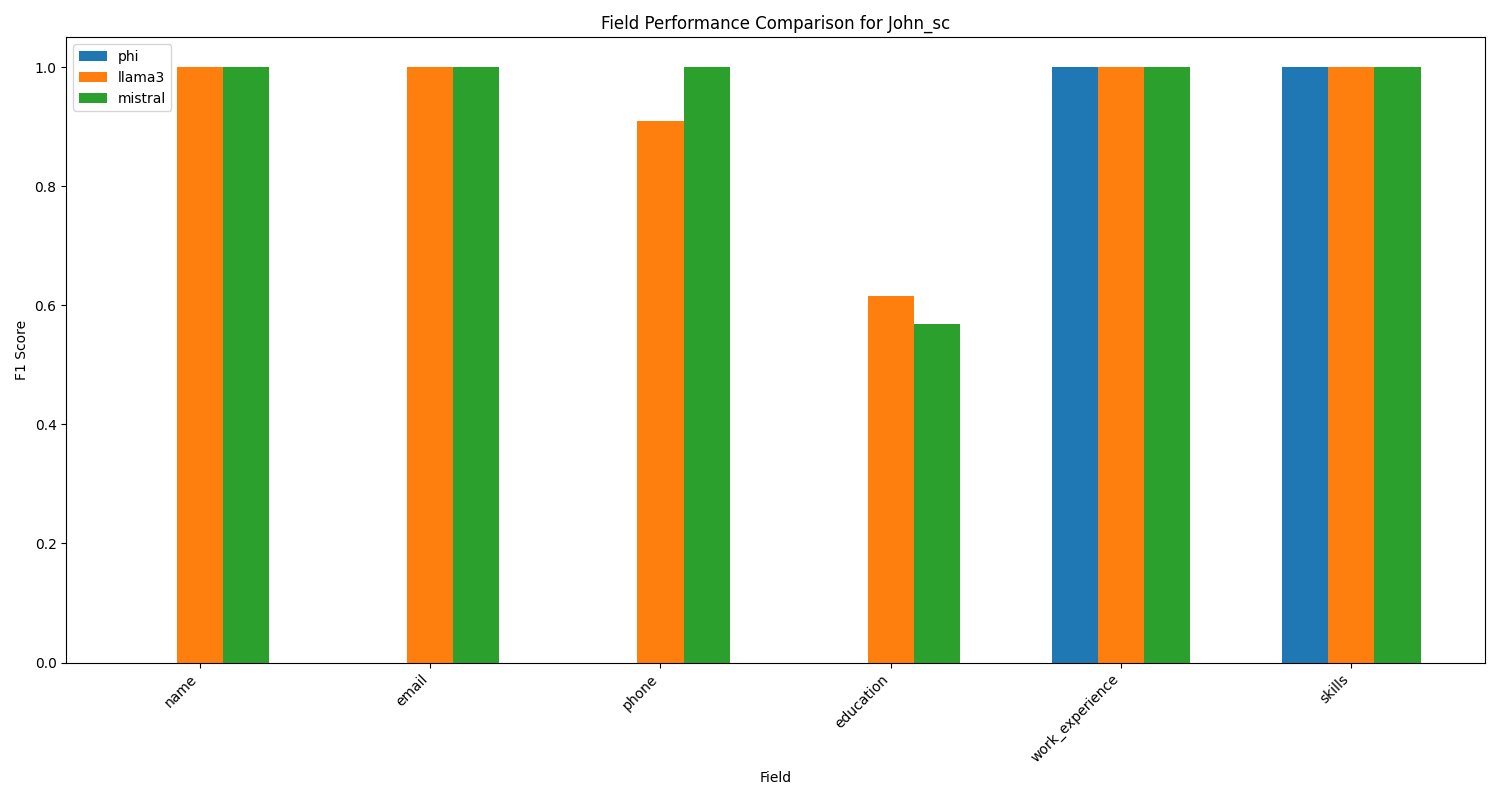 Field Performance Comparison for John_sc
phi
llama3
mistral
1.0
0.8
0.6
0.4
0.2
0.0
F1 Score
name
email
phone
education
work_experience
skills
Field